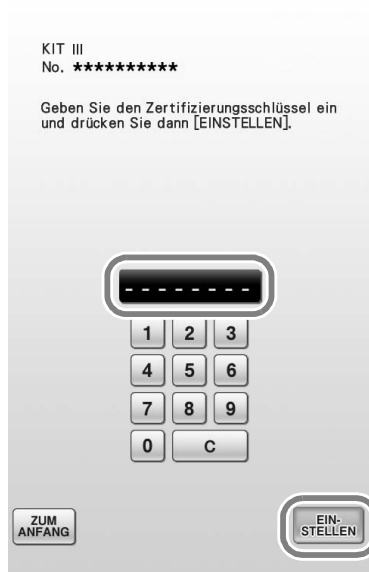 KIT III
No. **********
Geben Sie den Zertifizierungsschlüssel ein
und drücken Sie dann [EINSTELLEN].
--------
1 2 3
4 5 6
7 8 9
0 C
ZUM
ANFANG
EIN-
STELLEN